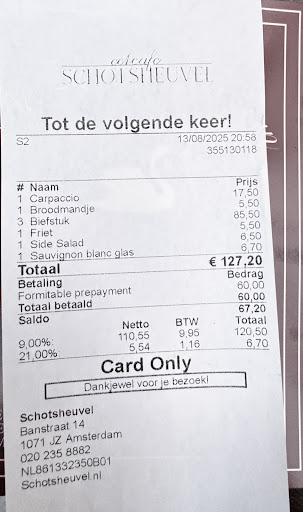 eetcafe
SCHOTSHEUVEL
Tot de volgende keer!
S2 13/08/2025 20:58
355130118
# Naam Prijs
1 Carpaccio 17,50
1 Broodmandje 5,50
3 Biefstuk 85,50
1 Friet 5,50
1 Side Salad 6,50
1 Sauvignon blanc glas 6,70
Totaal € 127,20
Betaling Bedrag
Formitable prepayment 60,00
Totaal betaald 60,00
Saldo 67,20
Netto BTW Totaal
9,00%: 110,55 9,95 120,50
21,00%: 5,54 1,16 6,70
Card Only
Dankjewel voor je bezoek!
Schotsheuvel
Banstraat 14
1071 JZ Amsterdam
020 235 8882
NL861332350B01
Schotsheuvel.nl